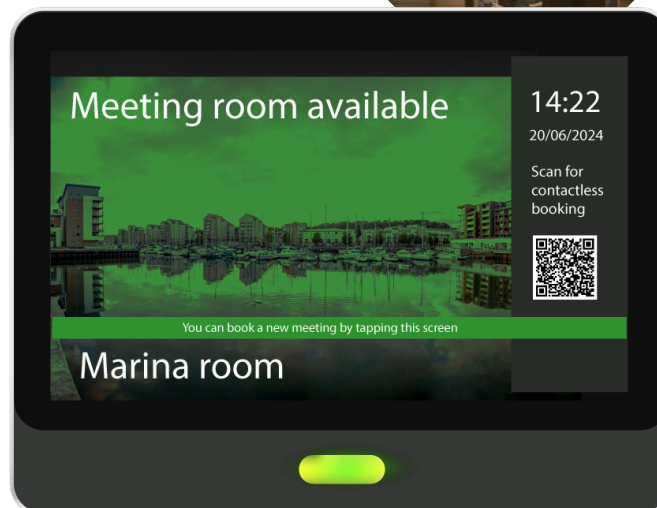 Meeting room available
14:22
20/06/2024
Scan for
contactless
booking
You can book a new meeting by tapping this screen
Marina room